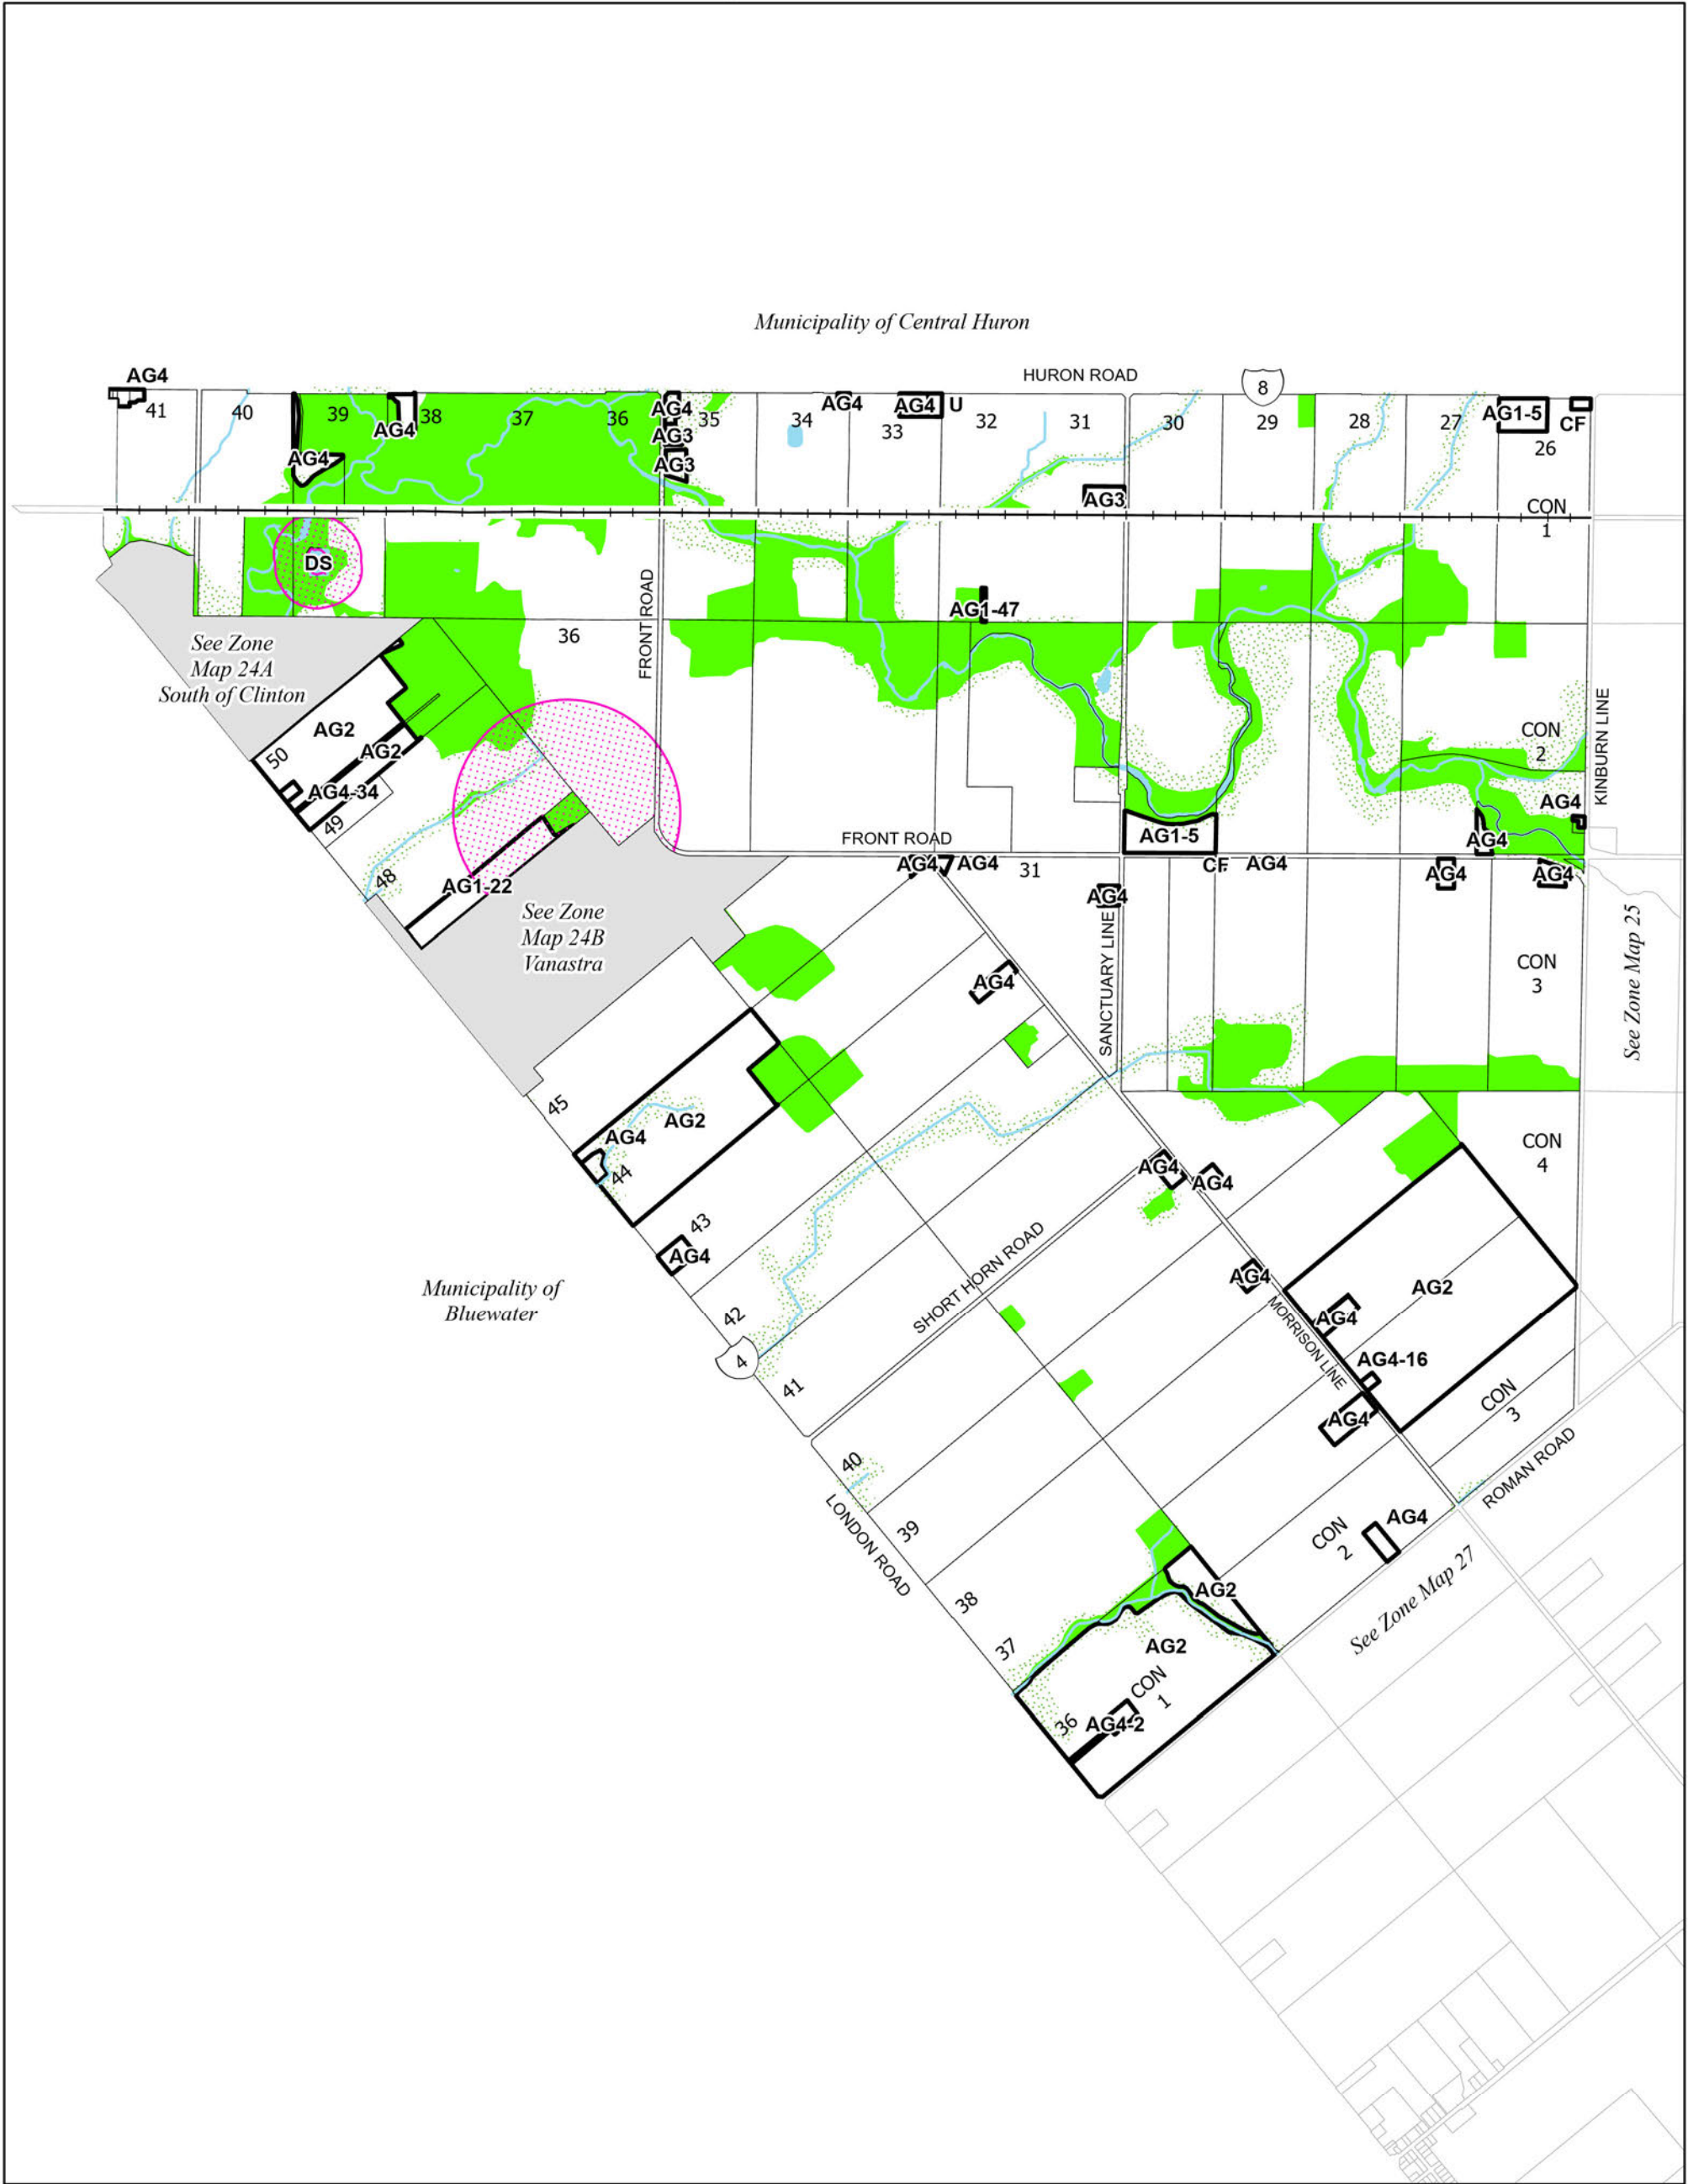 Municipality of Central Huron
HURON ROAD
8
AG4
41
40
39
AG4
38
AG4
37
36
AG4
AG3
AG3
35
34
AG4
33
AG4
U
32
31
AG3
30
29
28
27
AG1-5
CF
26
CON
1
DS
FRONT ROAD
36
AG1-47
See Zone
Map 24A
South of Clinton
AG2
AG2
50
AG4-34
49
48
AG1-22
See Zone
Map 24B
Vanastra
CON
2
KINBURN LINE
AG4
AG1-5
AG4
FRONT ROAD
AG4
AG4
31
CF
AG4
AG4
AG4
AG4
SANCTUARY LINE
CON
3
See Zone Map 25
AG4
45
AG2
AG4
44
43
AG4
CON
4
AG4
AG4
SHORT HORN ROAD
Municipality of
Bluewater
42
4
41
AG4
MORRISON LINE
AG2
AG4
AG4-16
AG4
CON
3
ROMAN ROAD
40
LONDON ROAD
39
38
37
CON
2
AG4
See Zone Map 27
AG2
AG2
CON
1
36
AG4-2